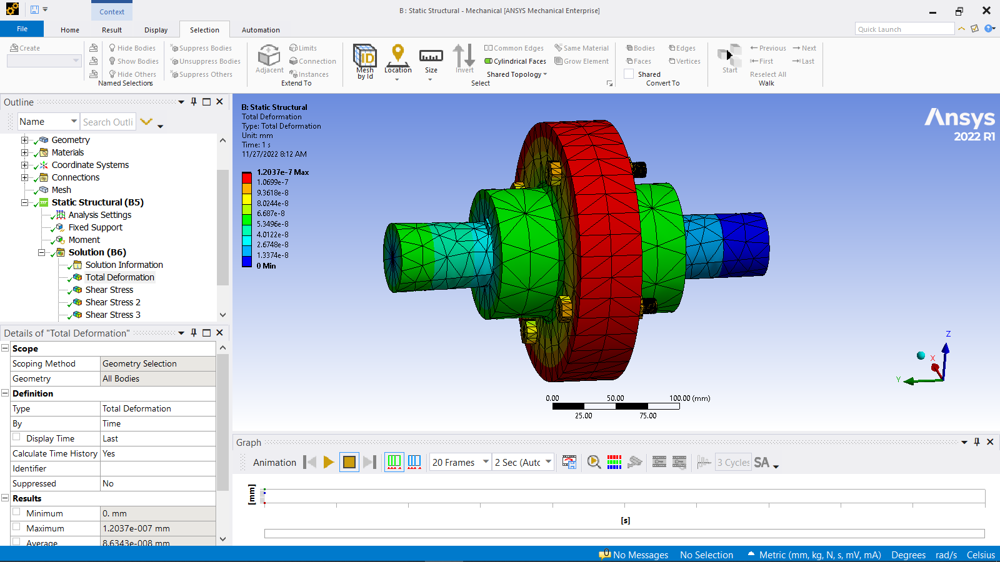 B : Static Structural - Mechanical [ANSYS Mechanical Enterprise]
Context
File
Home
Result
Display
Selection
Automation
Quick Launch
Create
Hide Bodies
Show Bodies
Hide Others
Named Selections
Suppress Bodies
Unsuppress Bodies
Suppress Others
Adjacent
Limits
Connection
Instances
Extend To
Mesh by Id
Location
Size
Invert
Common Edges
Cylindrical Faces
Shared Topology
Same Material
Grow Element
Select
Bodies
Faces
Edges
Vertices
Shared
Convert To
Start
Previous
Next
First
Last
Reselect All
Walk
Outline
Name
Search Outli
Geometry
Materials
Coordinate Systems
Connections
Mesh
Static Structural (B5)
Analysis Settings
Fixed Support
Moment
Solution (B6)
Solution Information
Total Deformation
Shear Stress
Shear Stress 2
Shear Stress 3
Details of "Total Deformation"
Scope
Scoping Method Geometry Selection
Geometry All Bodies
Definition
Type Total Deformation
By Time
Display Time Last
Calculate Time History Yes
Identifier
Suppressed No
Results
Minimum 0. mm
Maximum 1.2037e-007 mm
Average 8.6343e-008 mm
B: Static Structural
Total Deformation
Type: Total Deformation
Unit: mm
Time: 1 s
11/27/2022 8:12 AM
1.2037e-7 Max
1.0699e-7
9.3618e-8
8.0244e-8
6.687e-8
5.3496e-8
4.0122e-8
2.6748e-8
1.3374e-8
0 Min
Ansys
2022 R1
Z
X
Y
0.00 50.00 100.00 (mm)
25.00 75.00
Graph
Animation
20 Frames
2 Sec (Autc
3 Cycles
SA
[mm]
[s]
No Messages
No Selection
Metric (mm, kg, N, s, mV, mA)
Degrees
rad/s
Celsius